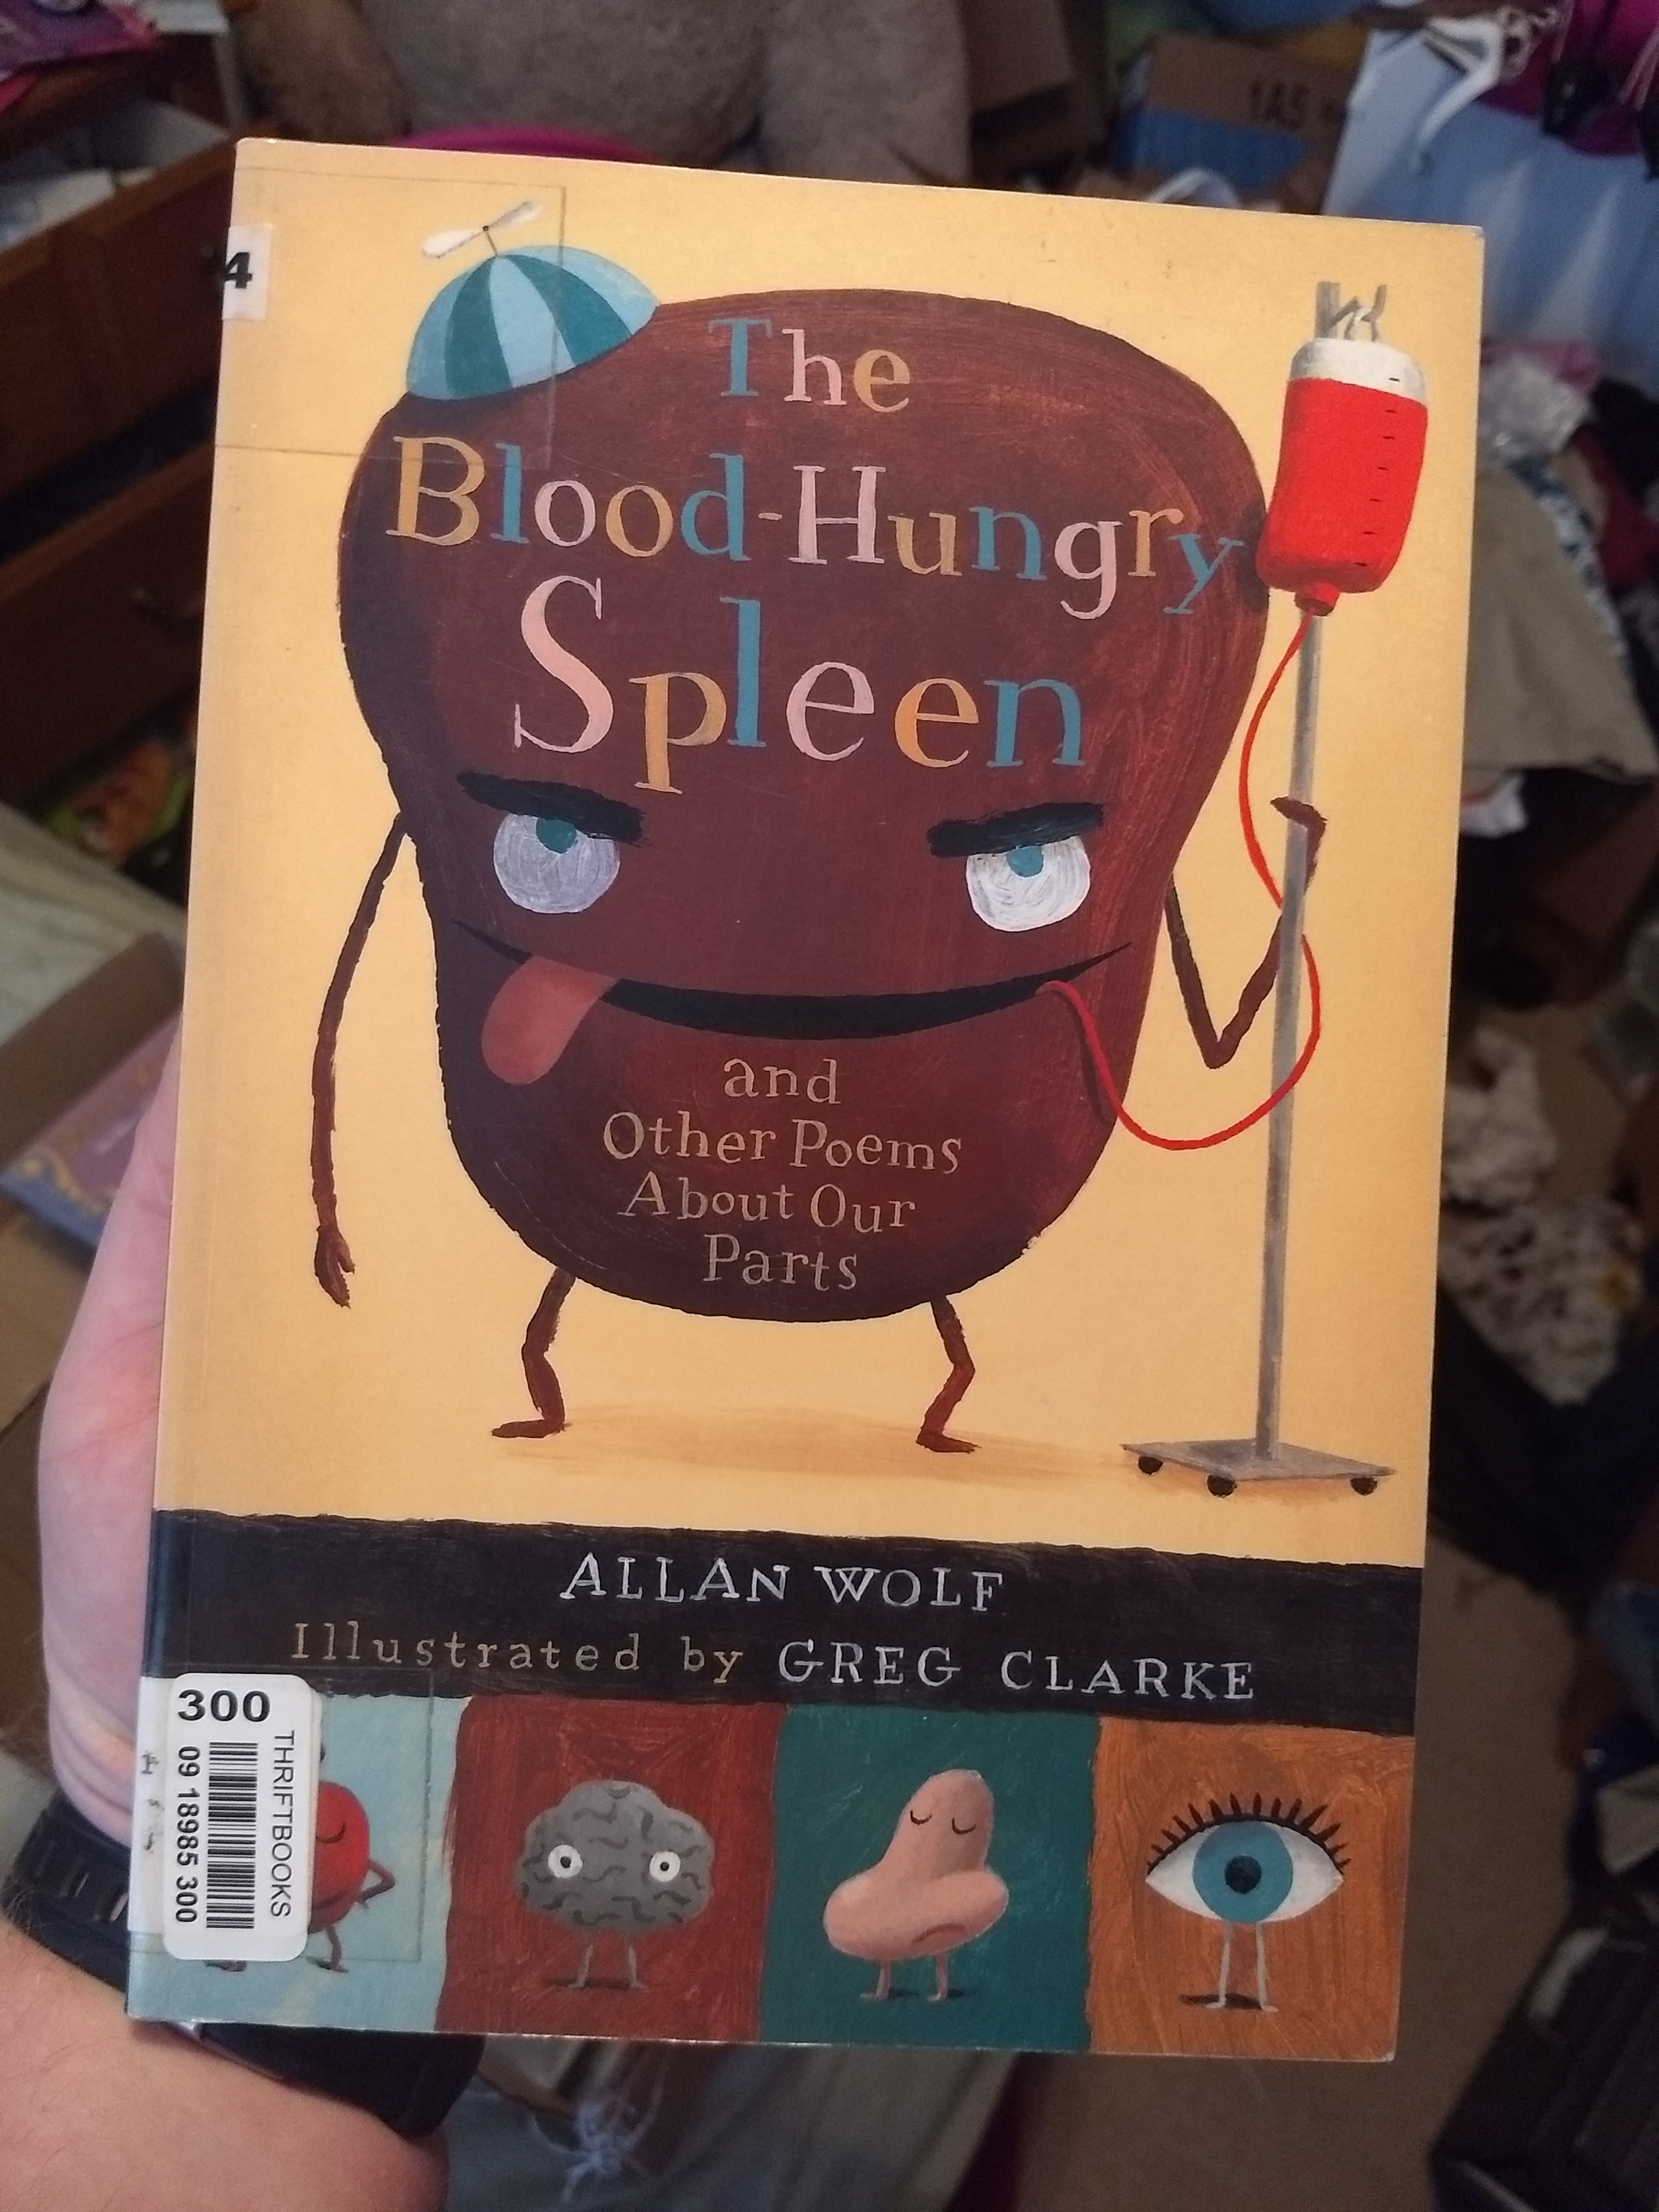 1A5
4
The
Blood-Hungry
Spleen
and
Other Poems
About Our
Parts
ALLAN WOLF
Illustrated by GREG CLARKE
300
THRIFTBOOKS
09 18985 300